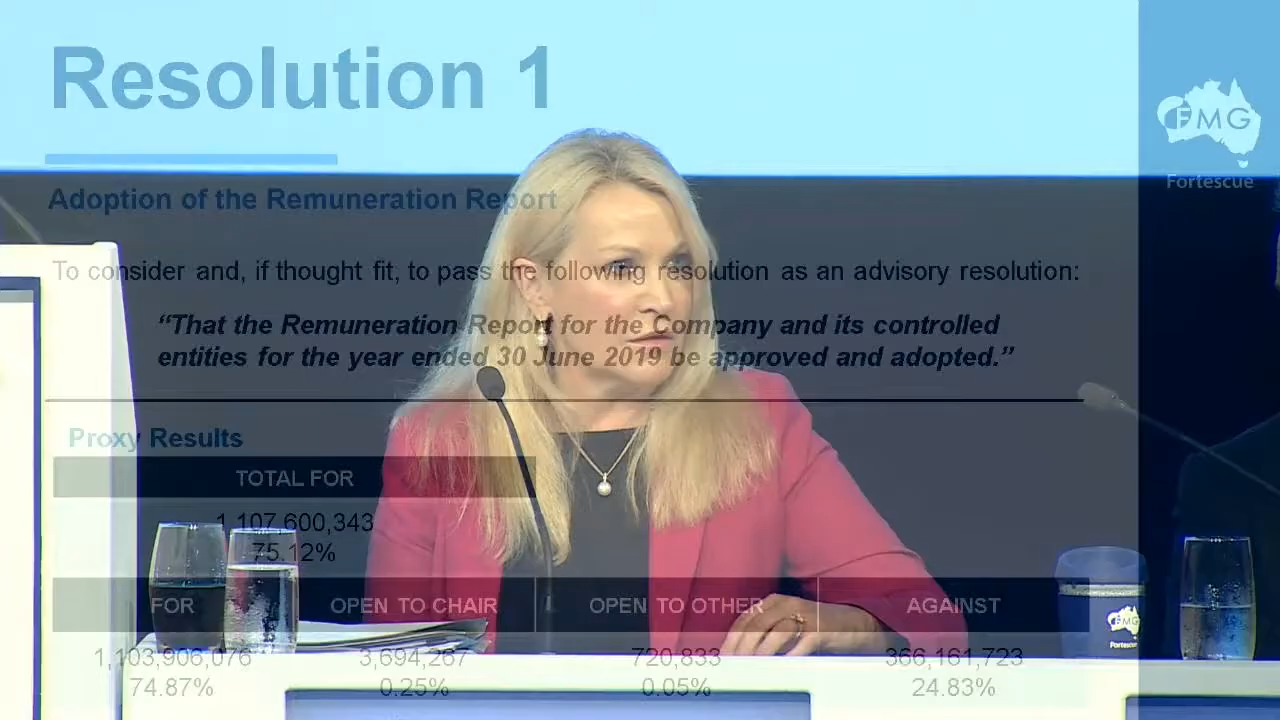 Resolution 1
FMG
Fortescue
Adoption of the Remuneration Report
To consider and, if thought fit, to pass the following resolution as an advisory resolution:
“That the Remuneration Report for the Company and its controlled
entities for the year ended 30 June 2019 be approved and adopted.”
Proxy Results
TOTAL FOR
1,107,600,343
75.12%
FOR OPEN TO CHAIR OPEN TO OTHER AGAINST
FMG
Fortescue
1,103,906,076 3,694,267 720,833 366,161,723
74.87% 0.25% 0.05% 24.83%